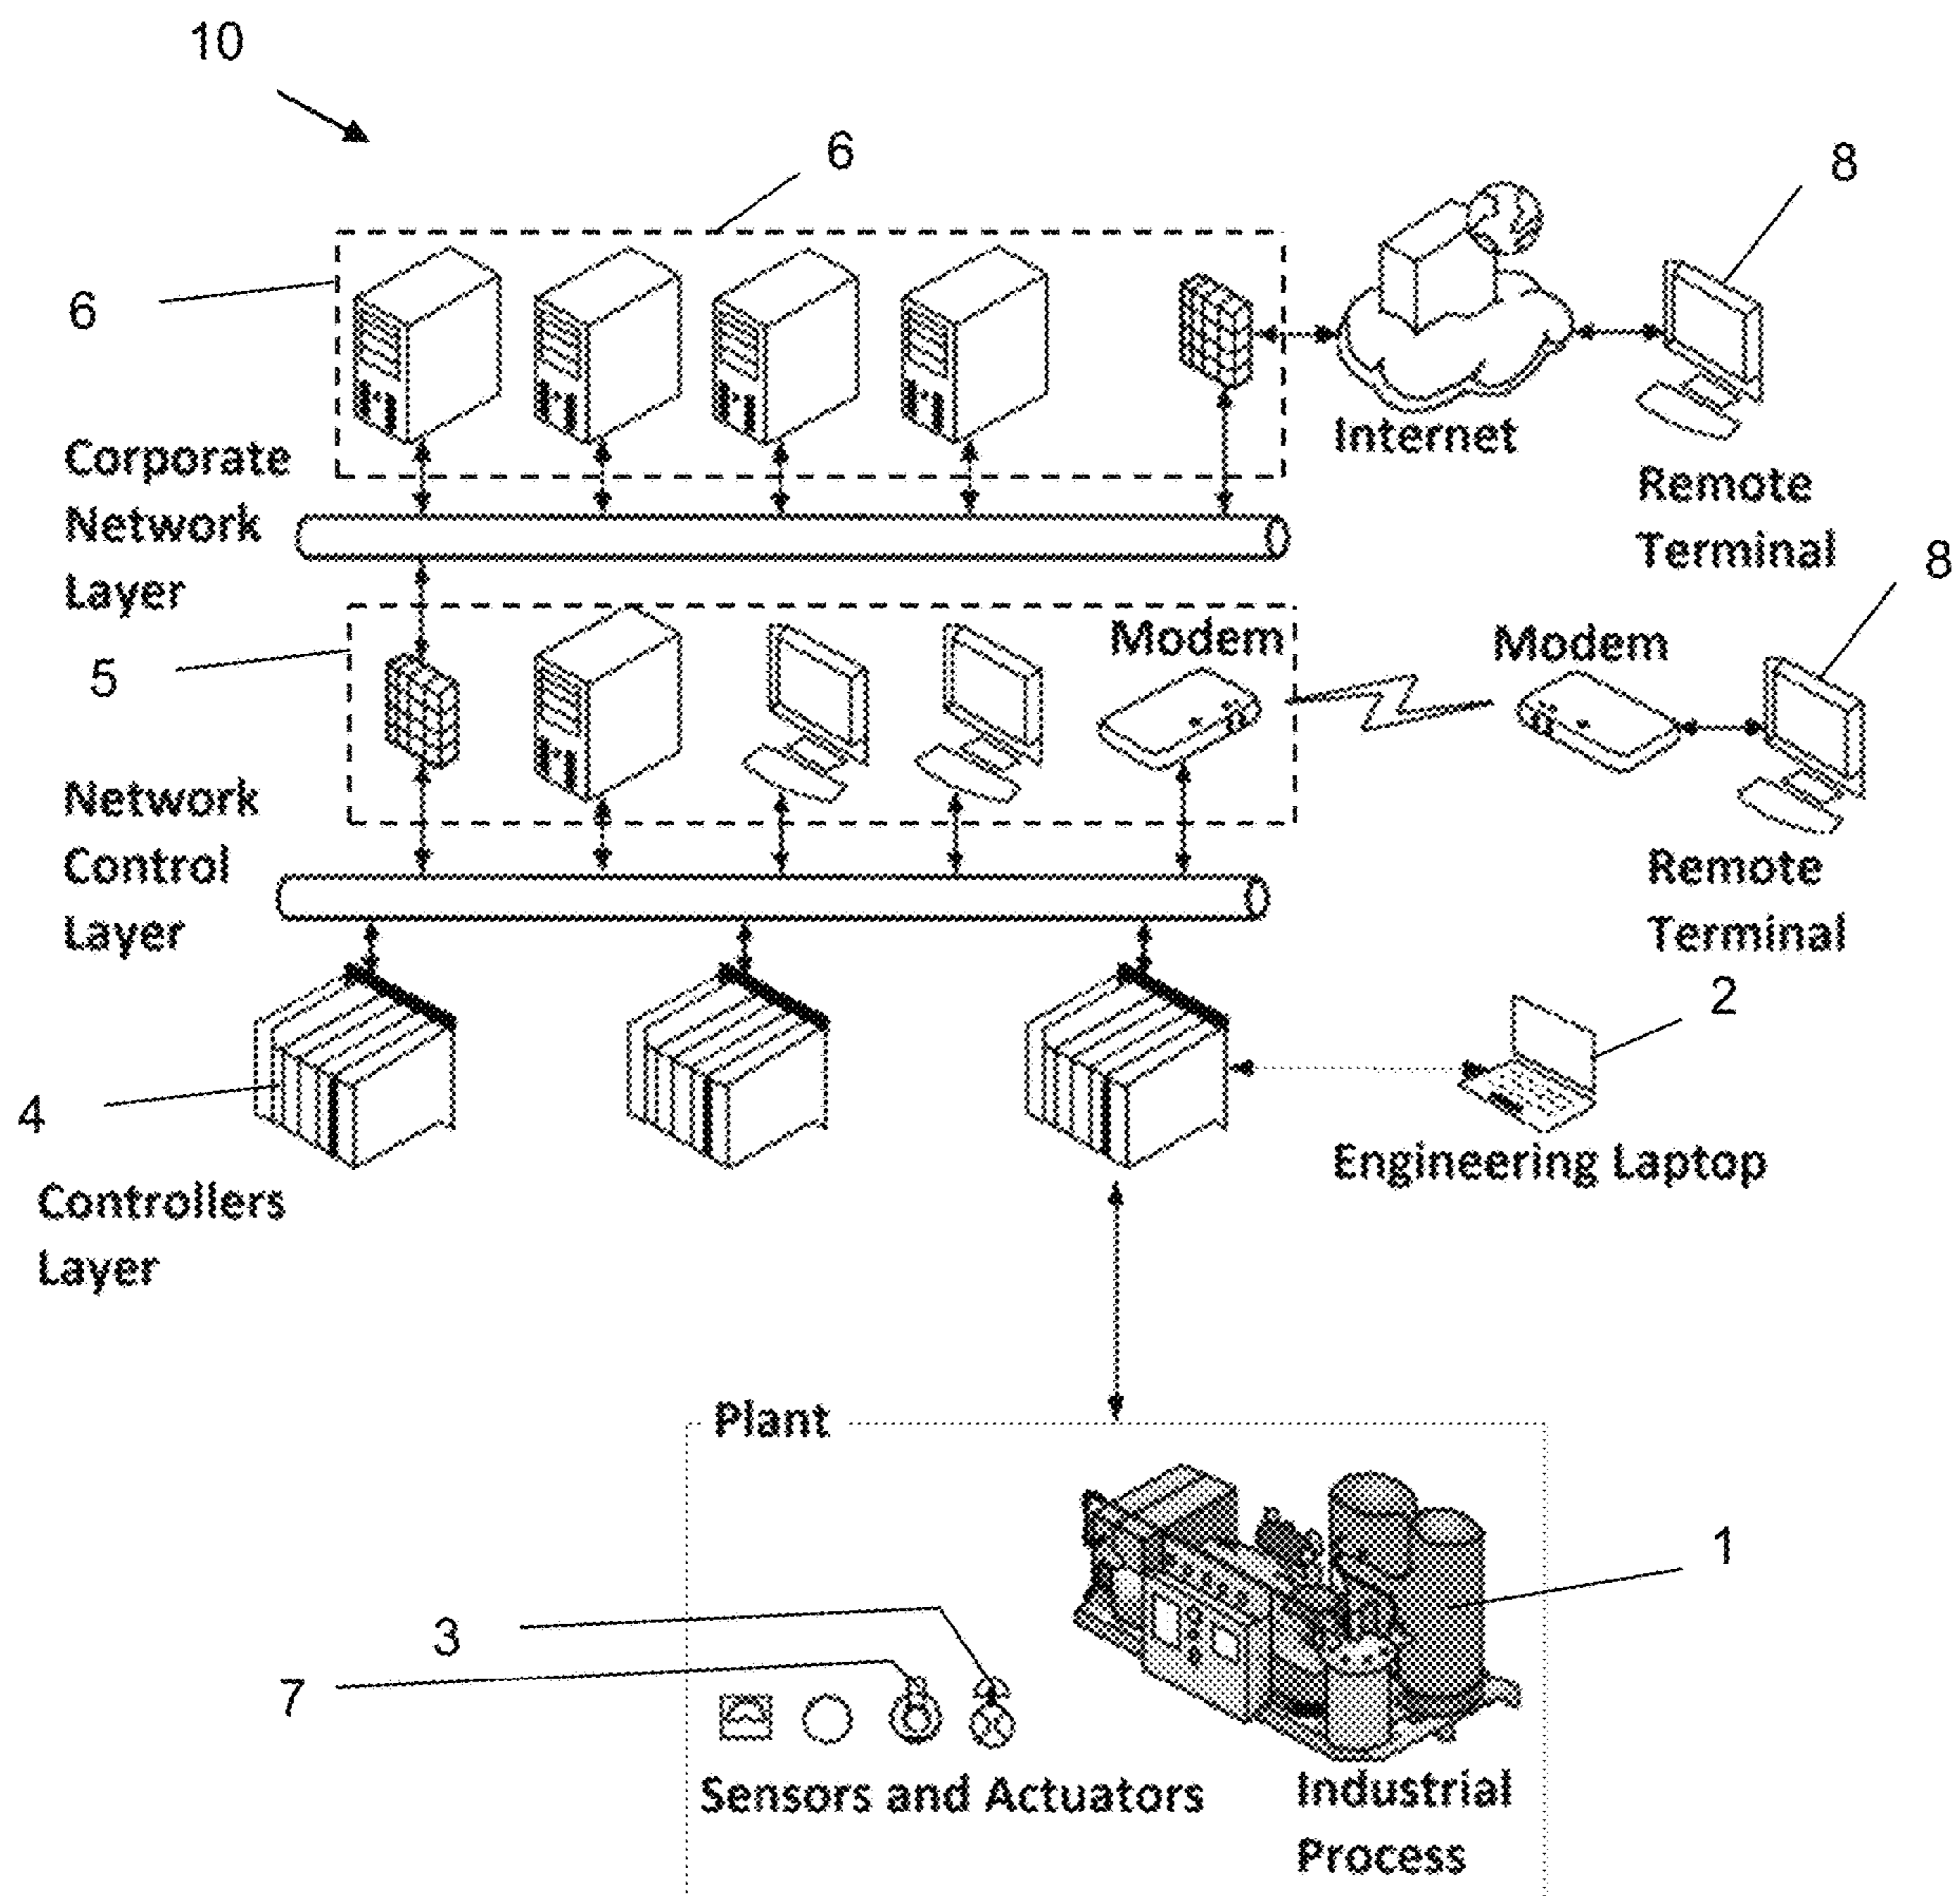 10
6
8
6
Internet
Corporate
Network
Layer
Remote
Terminal
8
5
Modem
Modem
Network
Control
Layer
Remote
Terminal
2
4
Engineering Laptop
Controllers
Layer
Plant
1
3
7
Sensors and Actuators
Industrial
Process